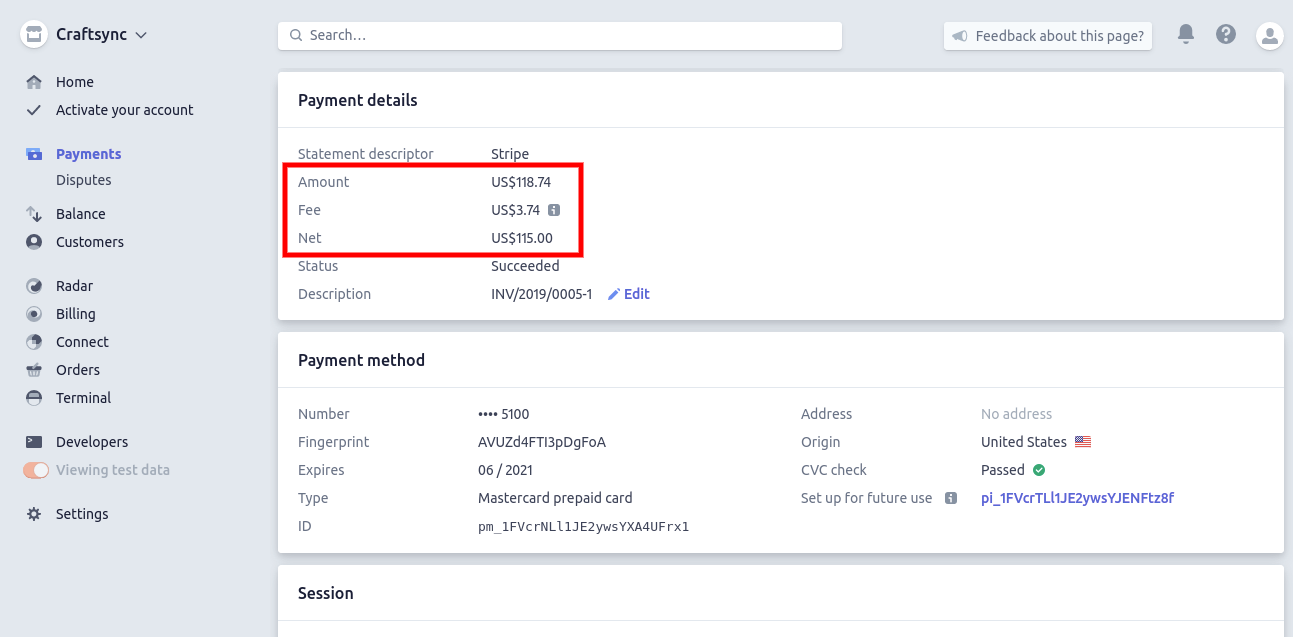 Craftsync
Search...
Feedback about this page?
Home
Activate your account
Payments
Disputes
Balance
Customers
Radar
Billing
Connect
Orders
Terminal
Developers
Viewing test data
Settings
Payment details
Statement descriptor Stripe
Amount US$118.74
Fee US$3.74
Net US$115.00
Status Succeeded
Description INV/2019/0005-1 Edit
Payment method
Number •••• 5100 Address No address
Fingerprint AVUZd4FTI3pDgFoA Origin United States
Expires 06 / 2021 CVC check Passed
Type Mastercard prepaid card Set up for future use pi_1FVcrTLl1JE2ywsYJENFtz8f
ID pm_1FVcrNLl1JE2ywsYXA4UFrx1
Session